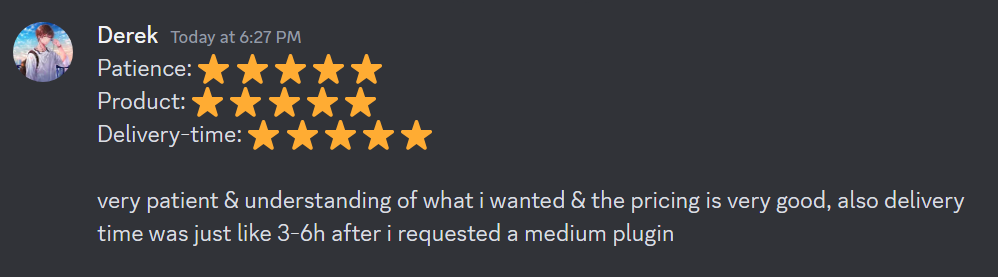 Derek Today at 6:27 PM
Patience: ⭐⭐⭐⭐⭐
Product: ⭐⭐⭐⭐⭐
Delivery-time: ⭐⭐⭐⭐⭐
very patient & understanding of what i wanted & the pricing is very good, also delivery
time was just like 3-6h after i requested a medium plugin